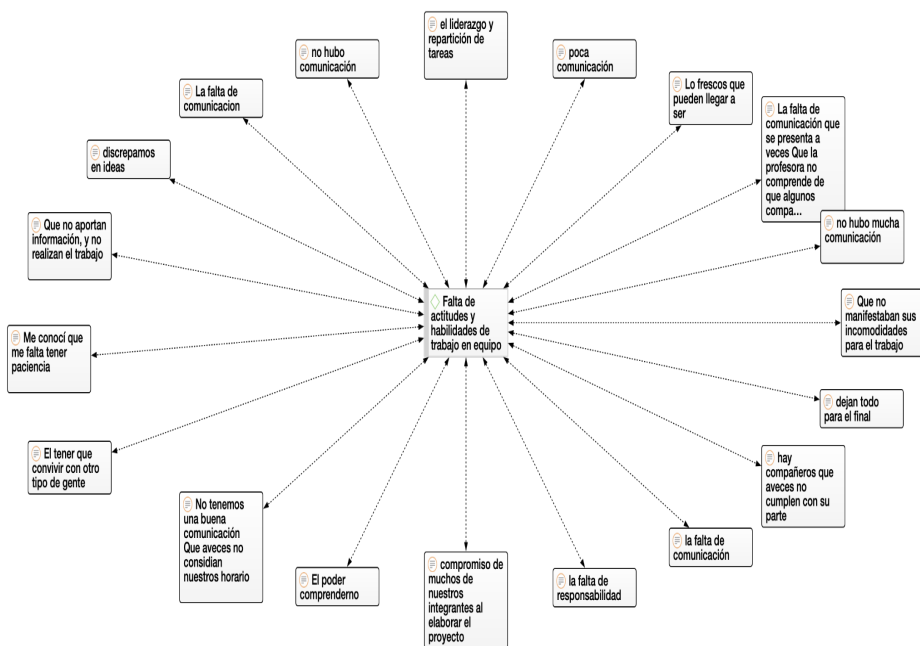 el liderazgo y
repartición de
tareas
no hubo
comunicación
poca
comunicación
La falta de
comunicacion
Lo frescos que
pueden llegar a
ser
La falta de
comunicación que
se presenta a
veces Que la
profesora no
comprende de
que algunos
compa...
discrepamos
en ideas
Que no aportan
información, y no
realizan el trabajo
no hubo mucha
comunicación
Falta de
actitudes y
habilidades de
trabajo en equipo
Que no
manifestaban sus
incomodidades
para el trabajo
Me conocí que
me falta tener
paciencia
dejan todo
para el final
El tener que
convivir con otro
tipo de gente
hay
compañeros que
aveces no
cumplen con su
parte
No tenemos
una buena
comunicación
Que aveces no
considian
nuestros horario
la falta de
comunicación
El poder
comprenderno
compromiso de
muchos de
nuestros
integrantes al
elaborar el
proyecto
la falta de
responsabilidad